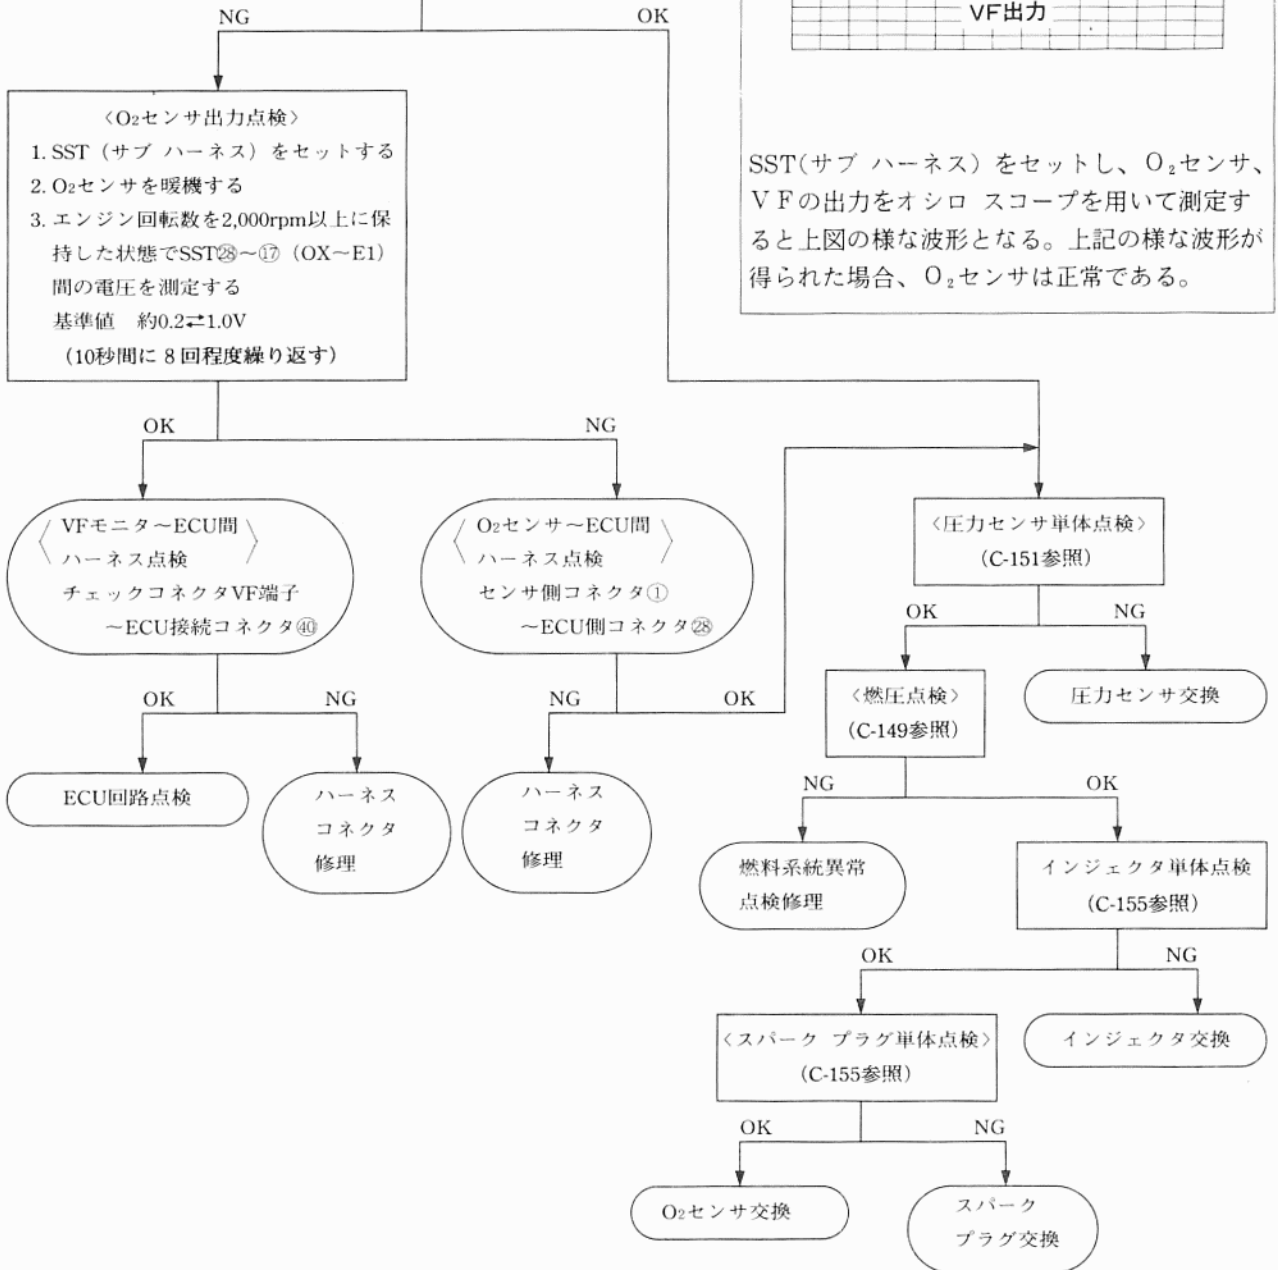 NG
OK
VF出力
〈O₂センサ出力点検〉
1. SST（サブ ハーネス）をセットする
2. O₂センサを暖機する
3. エンジン回転数を2,000rpm以上に保
持した状態でSST㉘～⑰（OX～E1）
間の電圧を測定する
基準値 約0.2⇄1.0V
（10秒間に８回程度繰り返す）
SST(サブ ハーネス）をセットし、O₂センサ、
ＶＦの出力をオシロ スコープを用いて測定す
ると上図の様な波形となる。上記の様な波形が
得られた場合、O₂センサは正常である。
OK
NG
〈VFモニタ～ECU間
ハーネス点検〉
チェックコネクタVF端子
～ECU接続コネクタ㊵
〈O₂センサ～ECU間
ハーネス点検〉
センサ側コネクタ①
～ECU側コネクタ㉘
〈圧力センサ単体点検〉
(C-151参照)
OK
NG
OK
NG
NG
OK
〈燃圧点検〉
(C-149参照)
圧力センサ交換
ECU回路点検
ハーネス
コネクタ
修理
ハーネス
コネクタ
修理
NG
OK
燃料系統異常
点検修理
インジェクタ単体点検
(C-155参照)
OK
NG
〈スパーク プラグ単体点検〉
(C-155参照)
インジェクタ交換
OK
NG
O₂センサ交換
スパーク
プラグ交換